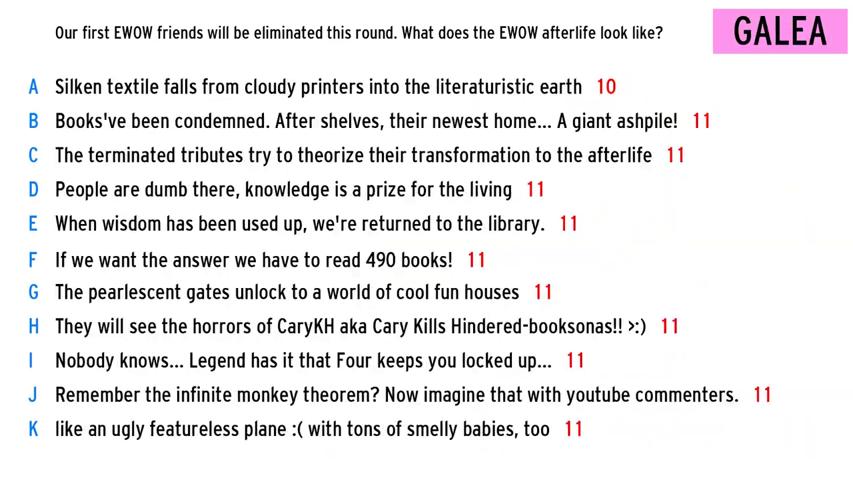 Our first EWOW friends will be eliminated this round. What does the EWOW afterlife look like?
GALEA
A Silken textile falls from cloudy printers into the literaturistic earth 10
B Books've been condemned. After shelves, their newest home... A giant ashpile! 11
C The terminated tributes try to theorize their transformation to the afterlife 11
D People are dumb there, knowledge is a prize for the living 11
E When wisdom has been used up, we're returned to the library. 11
F If we want the answer we have to read 490 books! 11
G The pearlescent gates unlock to a world of cool fun houses 11
H They will see the horrors of CaryKH aka Cary Kills Hindered-booksonas!! >:) 11
I Nobody knows... Legend has it that Four keeps you locked up... 11
J Remember the infinite monkey theorem? Now imagine that with youtube commenters. 11
K like an ugly featureless plane :( with tons of smelly babies, too 11